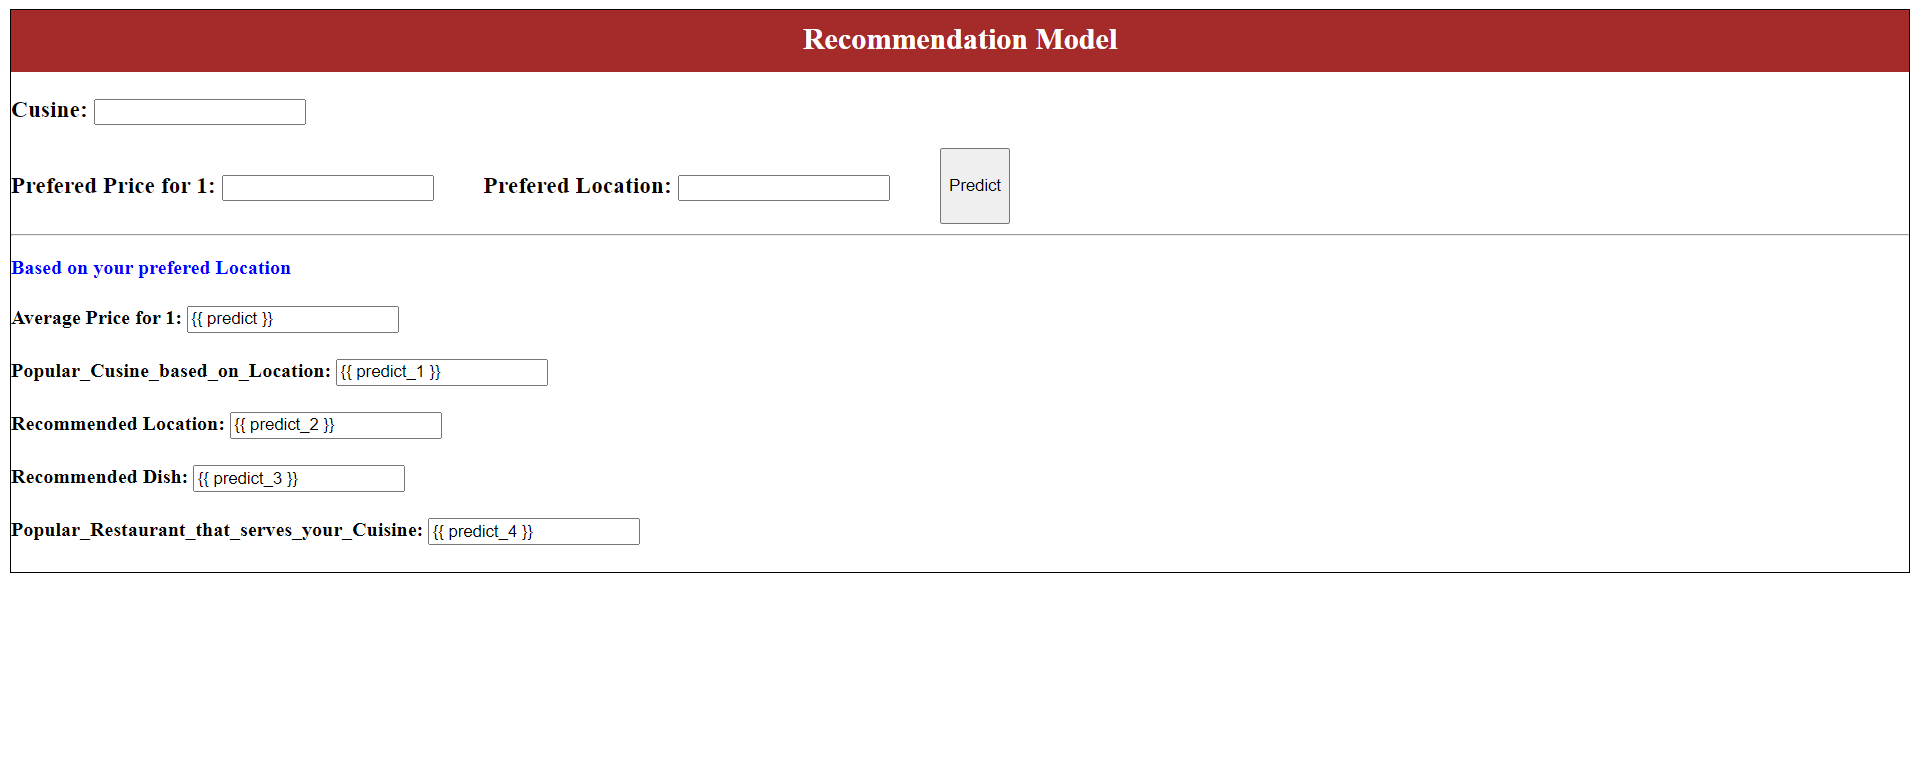 Recommendation Model
Cusine:
Prefered Price for 1: Prefered Location: Predict
Based on your prefered Location
Average Price for 1: {{ predict }}
Popular_Cusine_based_on_Location: {{ predict_1 }}
Recommended Location: {{ predict_2 }}
Recommended Dish: {{ predict_3 }}
Popular_Restaurant_that_serves_your_Cuisine: {{ predict_4 }}